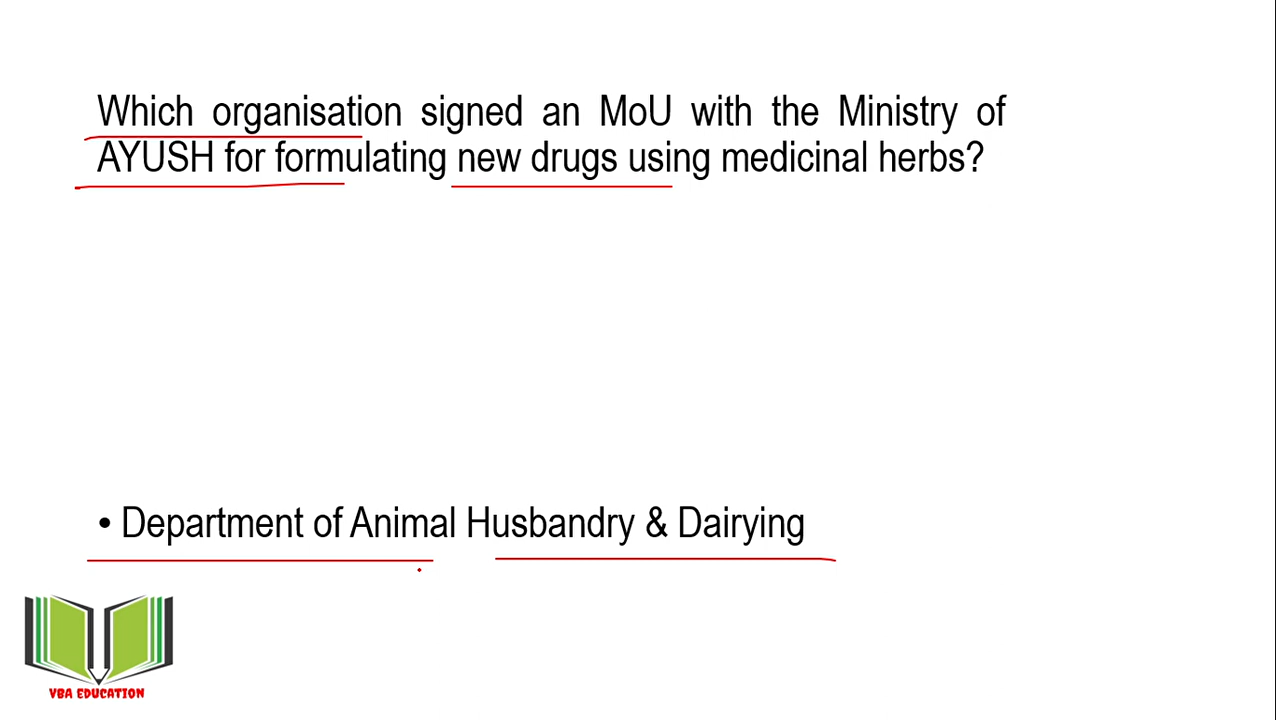 Which organisation signed an MoU with the Ministry of
AYUSH for formulating new drugs using medicinal herbs?
• Department of Animal Husbandry & Dairying
VBA EDUCATION